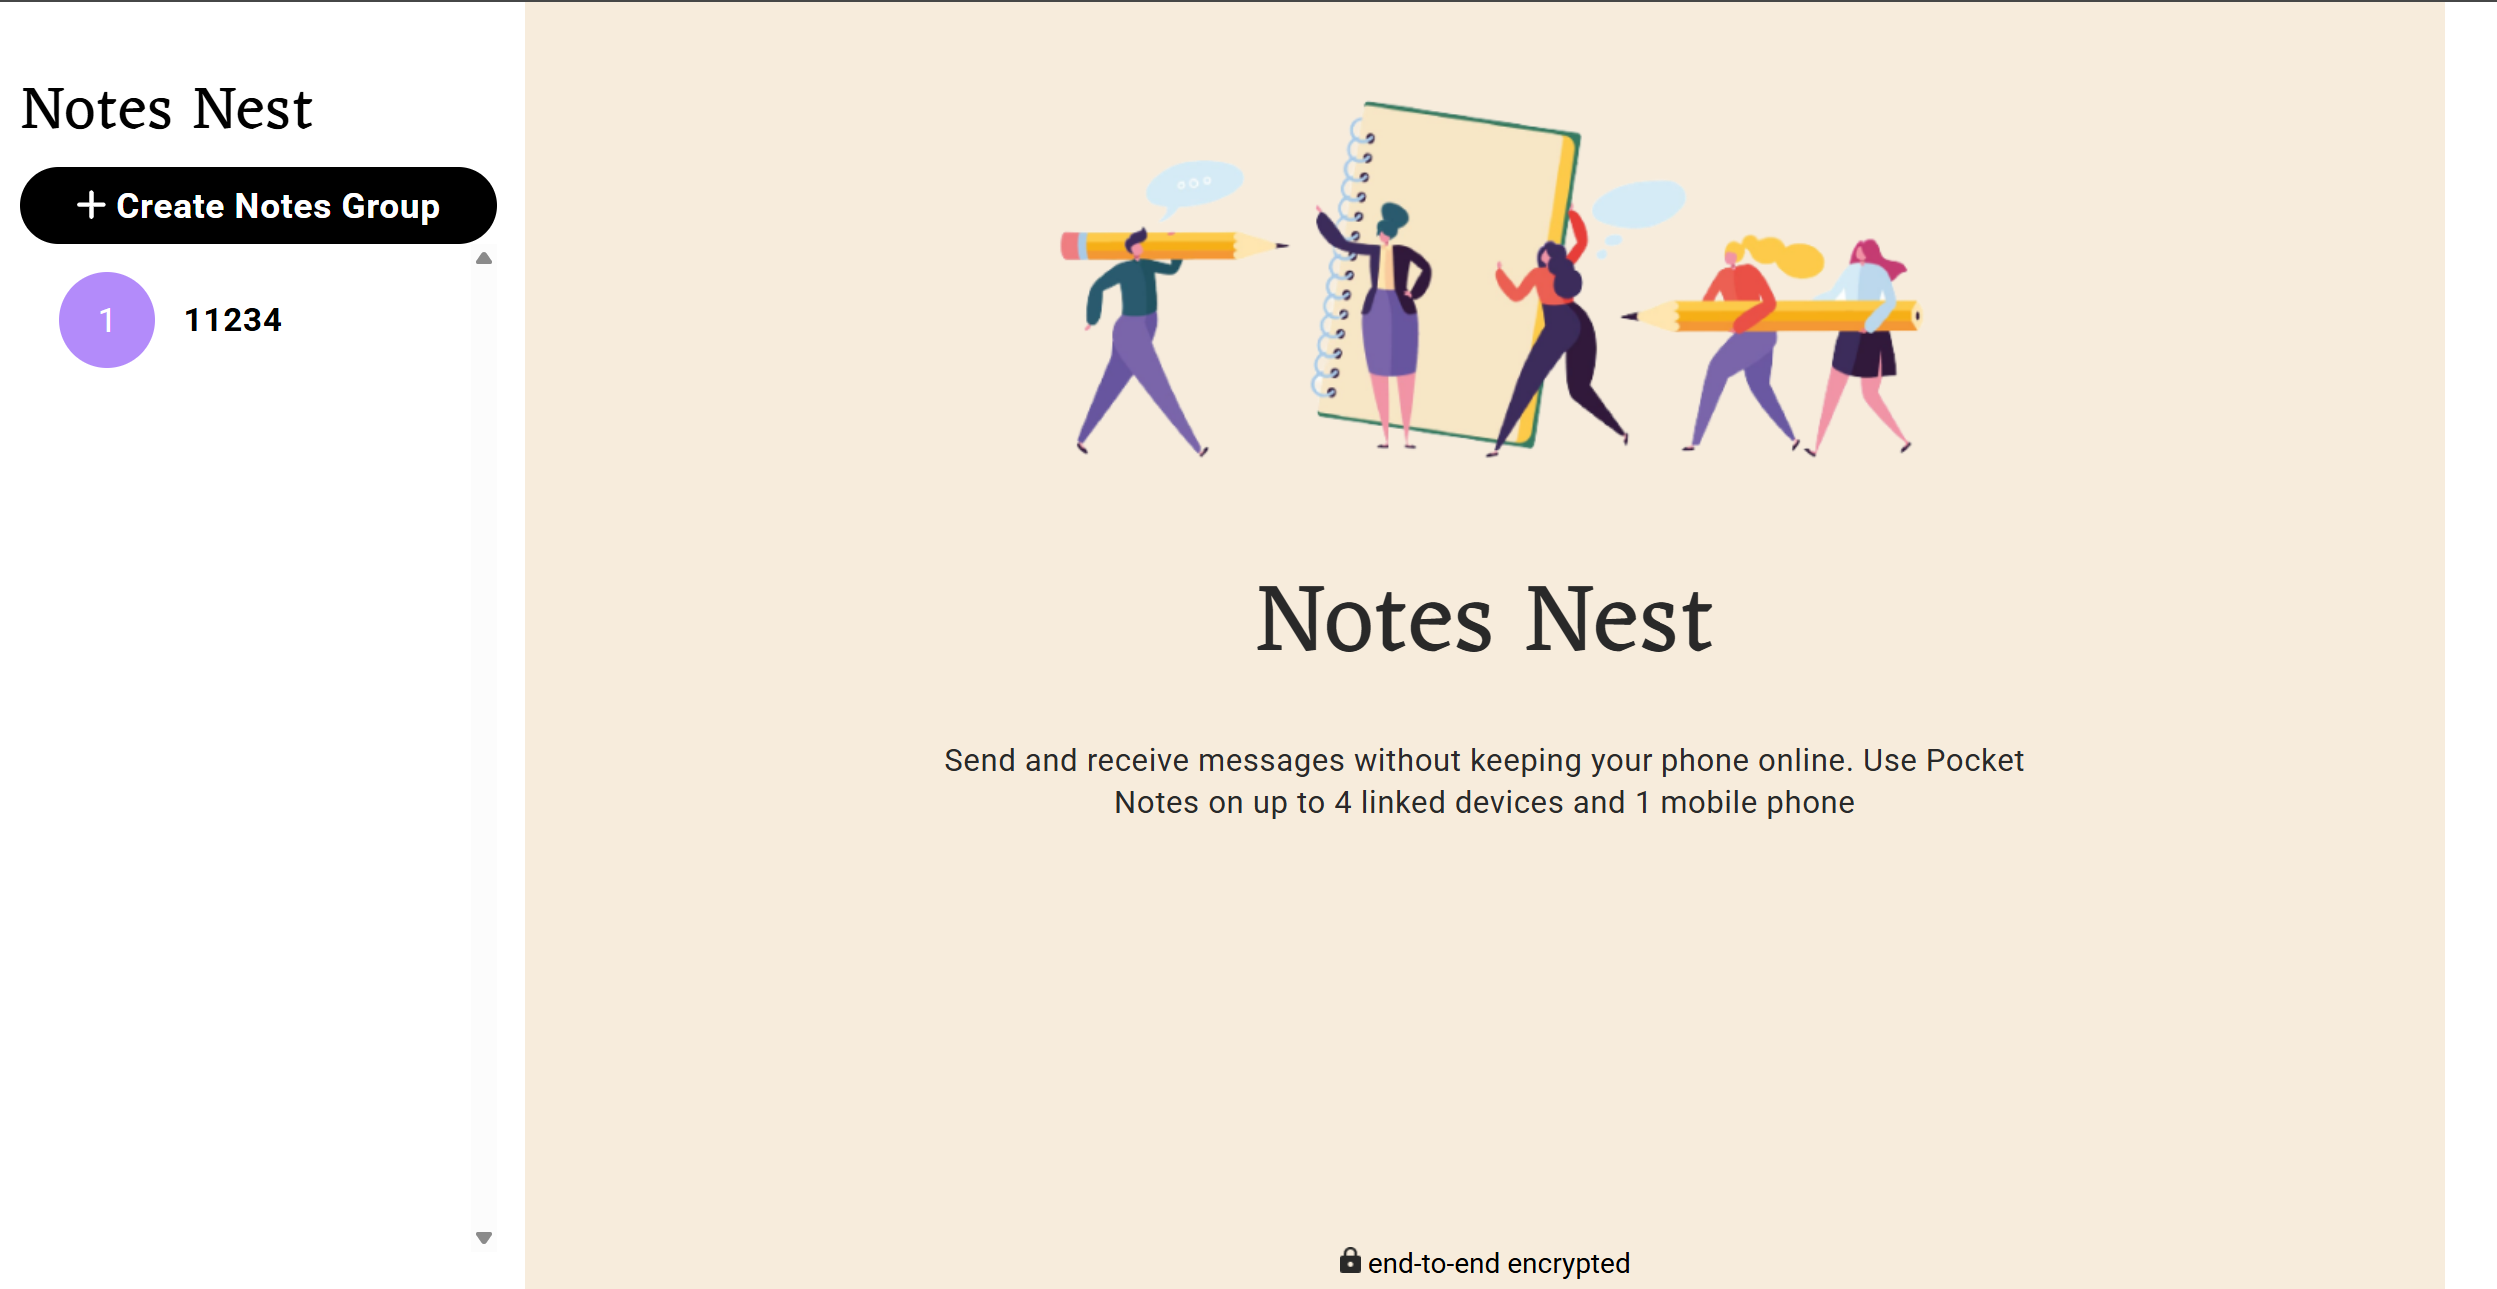 Notes Nest
+ Create Notes Group
1
11234
Notes Nest
Send and receive messages without keeping your phone online. Use Pocket
Notes on up to 4 linked devices and 1 mobile phone
end-to-end encrypted